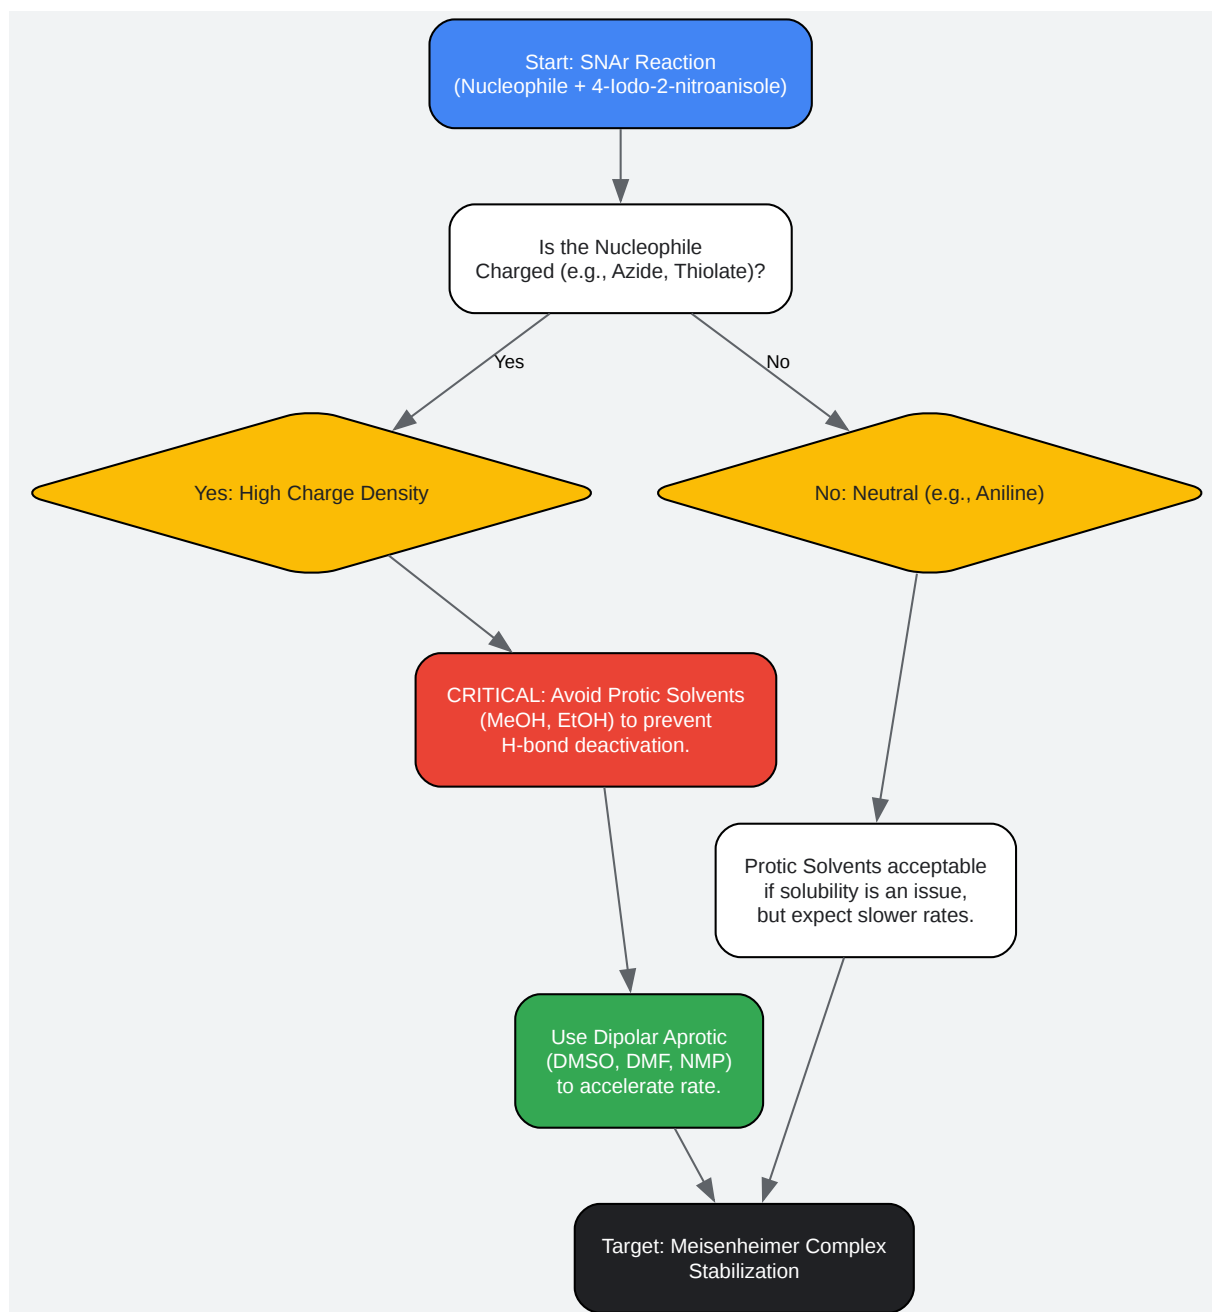 Start: SNAr Reaction
(Nucleophile + 4-Iodo-2-nitroanisole)
Is the Nucleophile
Charged (e.g., Azide, Thiolate)?
Yes
No
Yes: High Charge Density
No: Neutral (e.g., Aniline)
CRITICAL: Avoid Protic Solvents
(MeOH, EtOH) to prevent
H-bond deactivation.
Protic Solvents acceptable
if solubility is an issue,
but expect slower rates.
Use Dipolar Aprotic
(DMSO, DMF, NMP)
to accelerate rate.
Target: Meisenheimer Complex
Stabilization